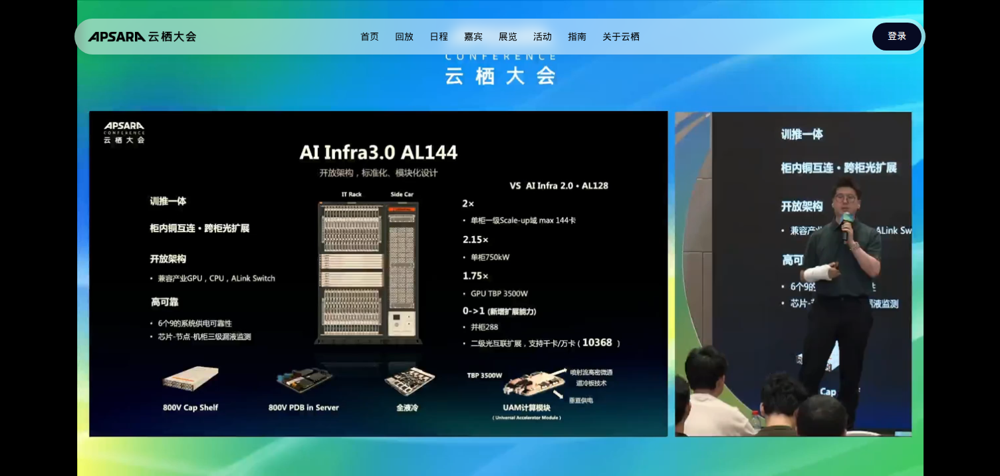 APSARA 云栖大会
首页 回放 日程 嘉宾 展览 活动 指南 关于云栖
登录
CONFERENCE
云栖大会
APSARA
CONFERENCE
云栖大会
AI Infra3.0 AL144
开放架构，标准化、模块化设计
IT Rack
Side Car
训推一体
柜内铜互连·跨柜光扩展
开放架构
• 兼容产业GPU，CPU，ALink Switch
高可靠
• 6个9的系统供电可靠性
• 芯片-节点-机柜三级漏液监测
VS AI Infra 2.0·AL128
2×
• 单柜一级Scale-up域 max 144卡
2.15×
• 单柜750kW
1.75×
• GPU TBP 3500W
0->1 (新增扩展能力)
• 并柜288
• 二级光互联扩展，支持千卡/万卡（10368）
800V Cap Shelf
800V PDB in Server
全液冷
TBP 3500W
喷射流高密微通
道冷板技术
垂直供电
UAM计算模块
( Universal Accelerator Module )
训推一体
柜内铜互连·跨柜光扩展
开放架构
• 兼容产 ALink Sw
高可
• 6个9的 性
• 芯片- 漏液监测
Cap